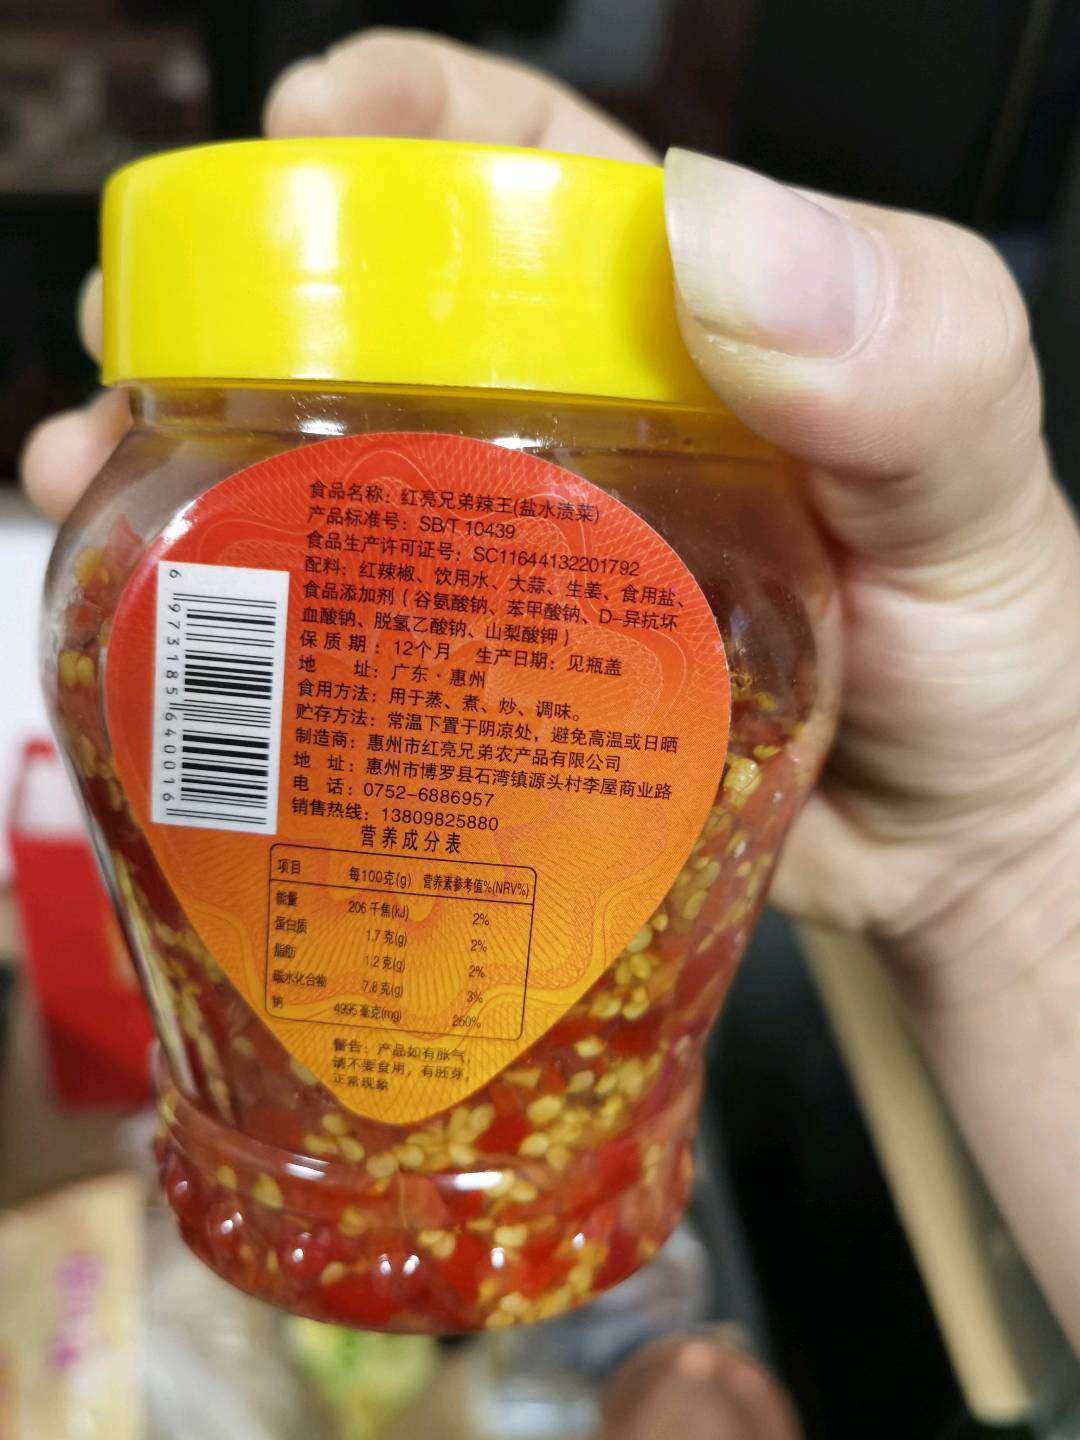 食品名称：红亮兄弟辣王(盐水渍菜)
产品标准号：SB/T 10439
食品生产许可证号：SC11644132201792
配料：红辣椒、饮用水、大蒜、生姜、食用盐、
食品添加剂（谷氨酸钠、苯甲酸钠、D-异抗坏
血酸钠、脱氢乙酸钠、山梨酸钾）
保质期：12个月 生产日期：见瓶盖
地 址：广东·惠州
食用方法：用于蒸、煮、炒、调味。
贮存方法：常温下置于阴凉处，避免高温或日晒
制造商：惠州市红亮兄弟农产品有限公司
地 址：惠州市博罗县石湾镇源头村李屋商业路
电 话：0752-6886957
销售热线：13809825880
营养成分表
项目 每100克(g) 营养素参考值%(NRV%)
能量 206 千焦(kJ) 2%
蛋白质 1.7 克(g) 2%
脂肪 1.2 克(g) 2%
碳水化合物 7.8 克(g) 3%
钠 4995 毫克(mg) 250%
警告：产品如有胀气，
请不要食用，有胚芽，
正常现象
6973185640016